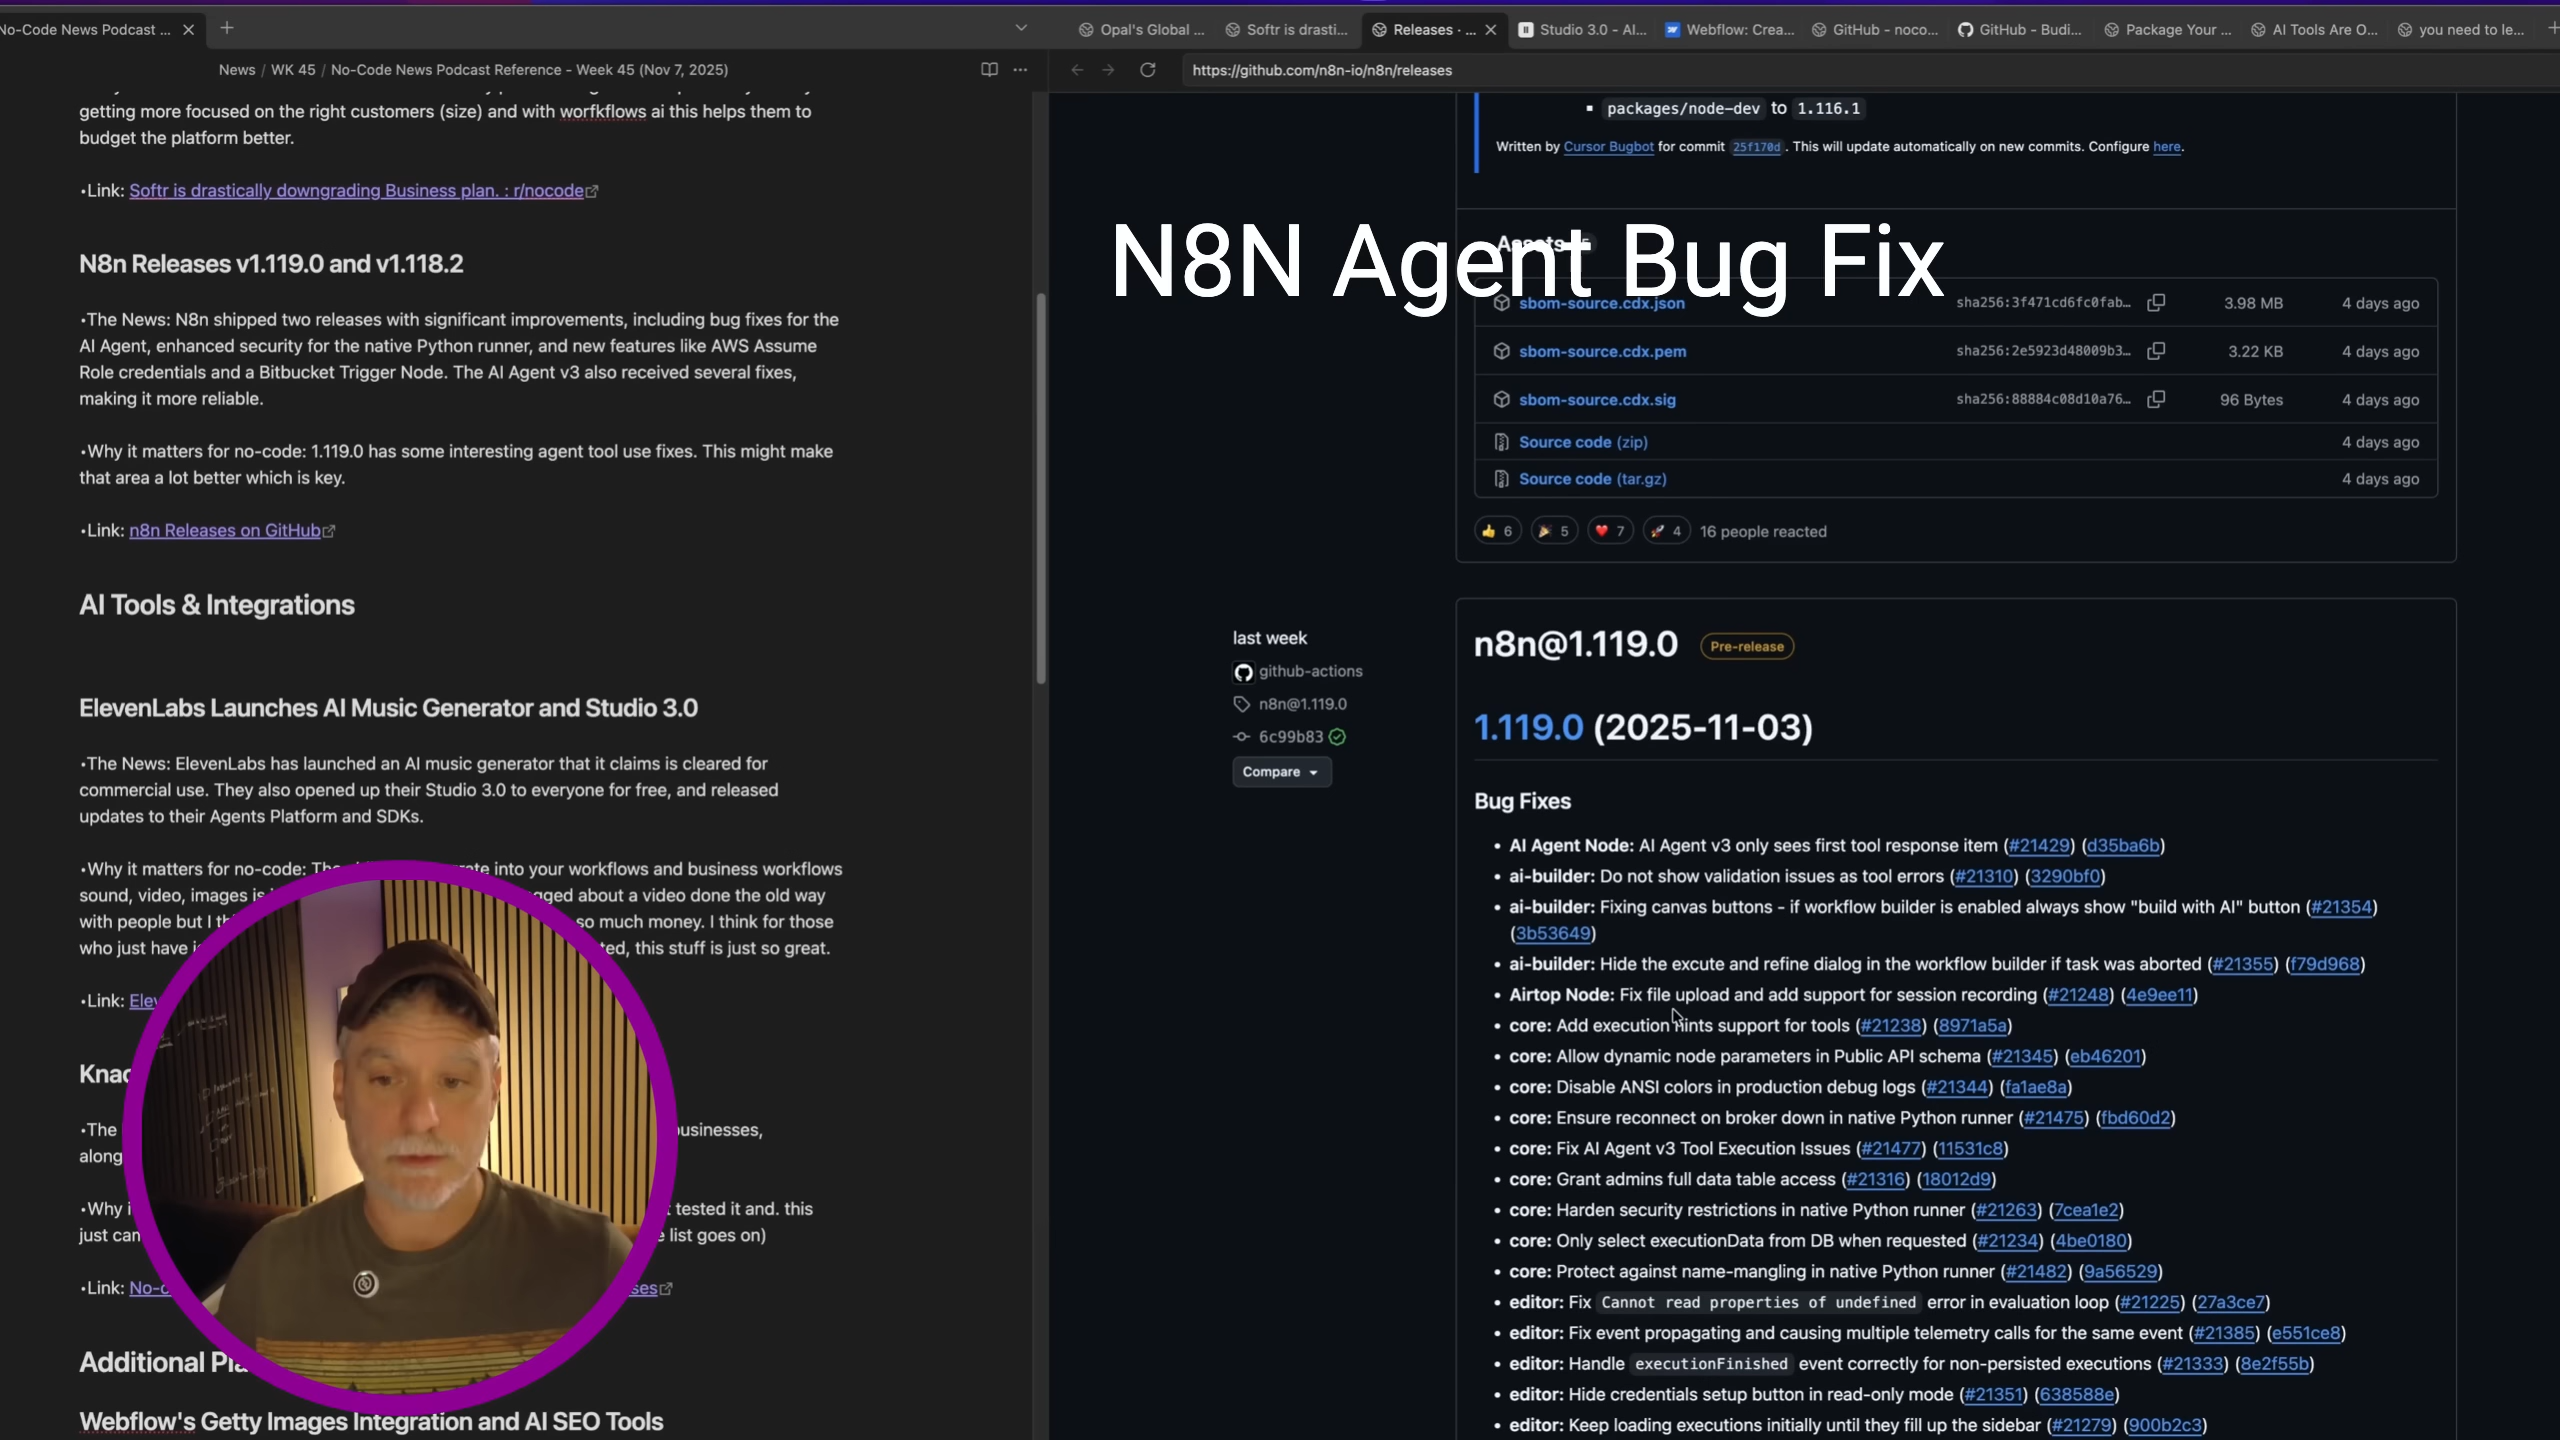 No-Code News Podcast ...
News / WK 45 / No-Code News Podcast Reference - Week 45 (Nov 7, 2025)
getting more focused on the right customers (size) and with worfkflows ai this helps them to
budget the platform better.
•Link: Softr is drastically downgrading Business plan. : r/nocode
N8n Releases v1.119.0 and v1.118.2
•The News: N8n shipped two releases with significant improvements, including bug fixes for the
AI Agent, enhanced security for the native Python runner, and new features like AWS Assume
Role credentials and a Bitbucket Trigger Node. The AI Agent v3 also received several fixes,
making it more reliable.
•Why it matters for no-code: 1.119.0 has some interesting agent tool use fixes. This might make
that area a lot better which is key.
•Link: n8n Releases on GitHub
AI Tools & Integrations
ElevenLabs Launches AI Music Generator and Studio 3.0
•The News: ElevenLabs has launched an AI music generator that it claims is cleared for
commercial use. They also opened up their Studio 3.0 to everyone for free, and released
updates to their Agents Platform and SDKs.
•Why it matters for no-code: into your workflows and business workflows
sound, video, images about a video done the old way
with people but I so much money. I think for those
who just have this stuff is just so great.
•Link:
•The businesses,
along
•Why tested it and. this
just can list goes on)
•Link:
Additional
Webflow's Getty Images Integration and AI SEO Tools
Opal's Global ...
Softr is drasti...
Releases · ...
Studio 3.0 - AI...
Webflow: Crea...
GitHub - noco...
GitHub - Budi...
Package Your ...
AI Tools Are O...
you need to le...
https://github.com/n8n-io/n8n/releases
packages/node-dev to 1.116.1
Written by Cursor Bugbot for commit 25f170d. This will update automatically on new commits. Configure here.
N8N Agent Bug Fix
Assets
sbom-source.cdx.json sha256:3f471cd6fc0fab... 3.98 MB 4 days ago
sbom-source.cdx.pem sha256:2e5923d48009b3... 3.22 KB 4 days ago
sbom-source.cdx.sig sha256:88884c08d10a76... 96 Bytes 4 days ago
Source code (zip) 4 days ago
Source code (tar.gz) 4 days ago
6 5 7 4 16 people reacted
last week
github-actions
n8n@1.119.0
6c99b83
Compare
n8n@1.119.0 Pre-release
1.119.0 (2025-11-03)
Bug Fixes
• AI Agent Node: AI Agent v3 only sees first tool response item (#21429) (d35ba6b)
• ai-builder: Do not show validation issues as tool errors (#21310) (3290bf0)
• ai-builder: Fixing canvas buttons - if workflow builder is enabled always show "build with AI" button (#21354)
(3b53649)
• ai-builder: Hide the excute and refine dialog in the workflow builder if task was aborted (#21355) (f79d968)
• Airtop Node: Fix file upload and add support for session recording (#21248) (4e9ee11)
• core: Add execution hints support for tools (#21238) (8971a5a)
• core: Allow dynamic node parameters in Public API schema (#21345) (eb46201)
• core: Disable ANSI colors in production debug logs (#21344) (fa1ae8a)
• core: Ensure reconnect on broker down in native Python runner (#21475) (fbd60d2)
• core: Fix AI Agent v3 Tool Execution Issues (#21477) (11531c8)
• core: Grant admins full data table access (#21316) (18012d9)
• core: Harden security restrictions in native Python runner (#21263) (7cea1e2)
• core: Only select executionData from DB when requested (#21234) (4be0180)
• core: Protect against name-mangling in native Python runner (#21482) (9a56529)
• editor: Fix Cannot read properties of undefined error in evaluation loop (#21225) (27a3ce7)
• editor: Fix event propagating and causing multiple telemetry calls for the same event (#21385) (e551ce8)
• editor: Handle executionFinished event correctly for non-persisted executions (#21333) (8e2f55b)
• editor: Hide credentials setup button in read-only mode (#21351) (638588e)
• editor: Keep loading executions initially until they fill up the sidebar (#21279) (900b2c3)